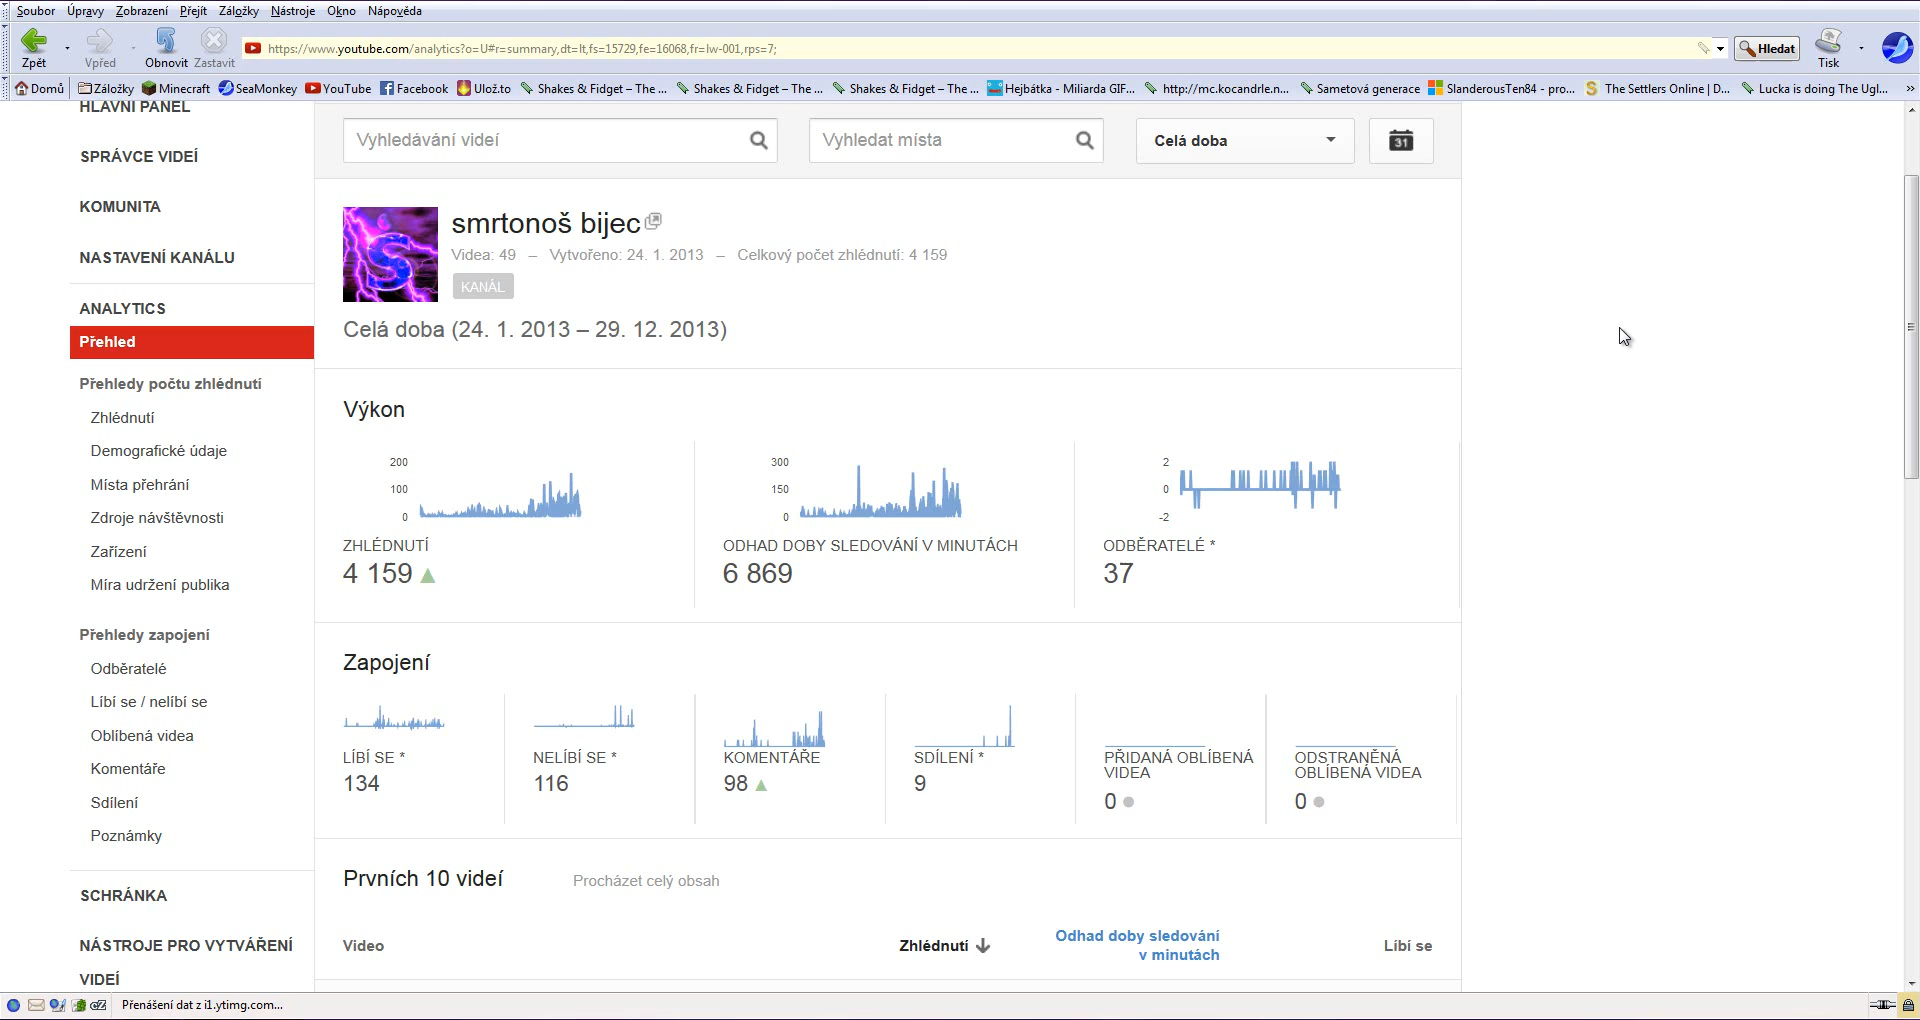 Soubor Úpravy Zobrazení Přejít Záložky Nástroje Okno Nápověda
Zpět Vpřed Obnovit Zastavit https://www.youtube.com/analytics?o=U#r=summary,dt=lt,fs=15729,fe=16068,fr=lw-001,rps=7; Hledat Tisk
Domů Záložky Minecraft SeaMonkey YouTube Facebook Ulož.to Shakes & Fidget – The ... Shakes & Fidget – The ... Shakes & Fidget – The ... Hejbátka - Miliarda GIF... http://mc.kocandrle.n... Sametová generace SlanderousTen84 - pro... The Settlers Online | D... Lucka is doing The Ugl... »
HLAVNÍ PANEL
SPRÁVCE VIDEÍ
KOMUNITA
NASTAVENÍ KANÁLU
ANALYTICS
Přehled
Přehledy počtu zhlédnutí
Zhlédnutí
Demografické údaje
Místa přehrání
Zdroje návštěvnosti
Zařízení
Míra udržení publika
Přehledy zapojení
Odběratelé
Líbí se / nelíbí se
Oblíbená videa
Komentáře
Sdílení
Poznámky
SCHRÁNKA
NÁSTROJE PRO VYTVÁŘENÍ
VIDEÍ
Vyhledávání videí Vyhledat místa Celá doba 31
S
smrtonoš bijec
Videa: 49 – Vytvořeno: 24. 1. 2013 – Celkový počet zhlédnutí: 4 159
KANÁL
Celá doba (24. 1. 2013 – 29. 12. 2013)
Výkon
200
100
0
ZHLÉDNUTÍ
4 159
300
150
0
ODHAD DOBY SLEDOVÁNÍ V MINUTÁCH
6 869
2
0
-2
ODBĚRATELÉ *
37
Zapojení
LÍBÍ SE *
134
NELÍBÍ SE *
116
KOMENTÁŘE
98
SDÍLENÍ *
9
PŘIDANÁ OBLÍBENÁ
VIDEA
0
ODSTRANĚNÁ
OBLÍBENÁ VIDEA
0
Prvních 10 videí Procházet celý obsah
Video Zhlédnutí Odhad doby sledování
v minutách Líbí se
Přenášení dat z i1.ytimg.com...